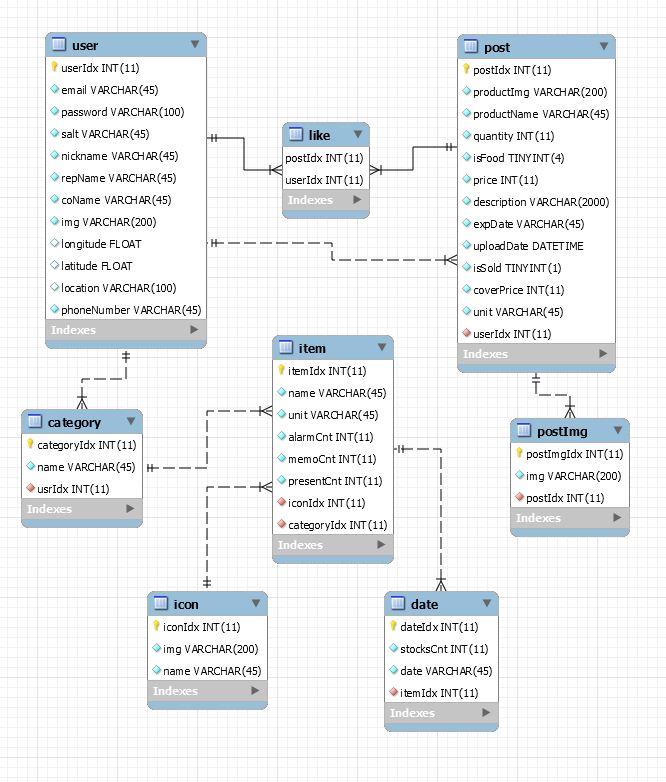 user
userIdx INT(11)
email VARCHAR(45)
password VARCHAR(100)
salt VARCHAR(45)
nickname VARCHAR(45)
repName VARCHAR(45)
coName VARCHAR(45)
img VARCHAR(200)
longitude FLOAT
latitude FLOAT
location VARCHAR(100)
phoneNumber VARCHAR(45)
Indexes
like
postIdx INT(11)
userIdx INT(11)
Indexes
post
postIdx INT(11)
productImg VARCHAR(200)
productName VARCHAR(45)
quantity INT(11)
isFood TINYINT(4)
price INT(11)
description VARCHAR(2000)
expDate VARCHAR(45)
uploadDate DATETIME
isSold TINYINT(1)
coverPrice INT(11)
unit VARCHAR(45)
userIdx INT(11)
Indexes
category
categoryIdx INT(11)
name VARCHAR(45)
usrIdx INT(11)
Indexes
item
itemIdx INT(11)
name VARCHAR(45)
unit VARCHAR(45)
alarmCnt INT(11)
memoCnt INT(11)
presentCnt INT(11)
iconIdx INT(11)
categoryIdx INT(11)
Indexes
postImg
postImgIdx INT(11)
img VARCHAR(200)
postIdx INT(11)
Indexes
icon
iconIdx INT(11)
img VARCHAR(200)
name VARCHAR(45)
Indexes
date
dateIdx INT(11)
stocksCnt INT(11)
date VARCHAR(45)
itemIdx INT(11)
Indexes